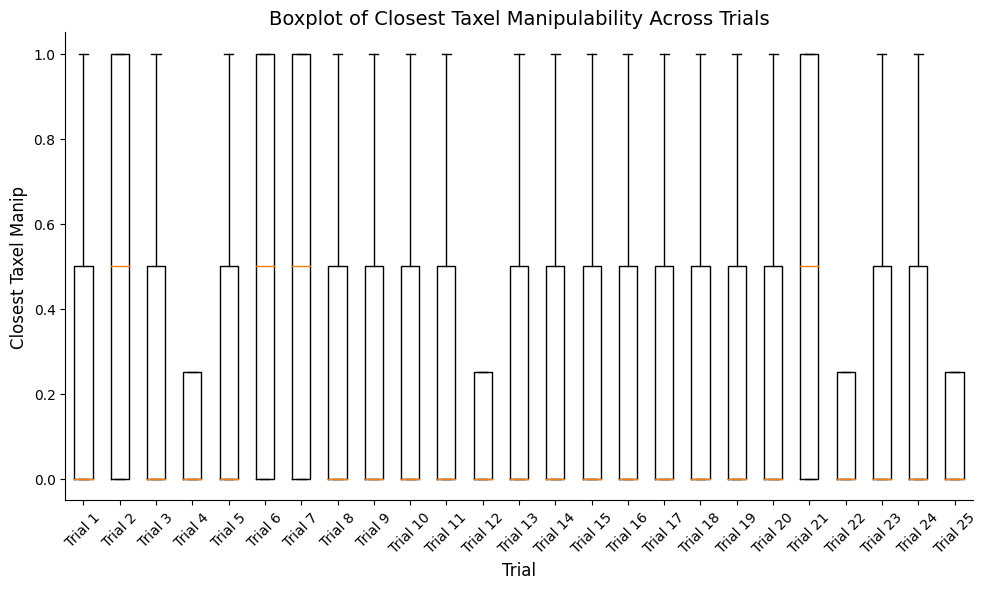 Boxplot of Closest Taxel Manipulability Across Trials
Closest Taxel Manip
1.0
0.8
0.6
0.4
0.2
0.0
Trial 1
Trial 2
Trial 3
Trial 4
Trial 5
Trial 6
Trial 7
Trial 8
Trial 9
Trial 10
Trial 11
Trial 12
Trial 13
Trial 14
Trial 15
Trial 16
Trial 17
Trial 18
Trial 19
Trial 20
Trial 21
Trial 22
Trial 23
Trial 24
Trial 25
Trial